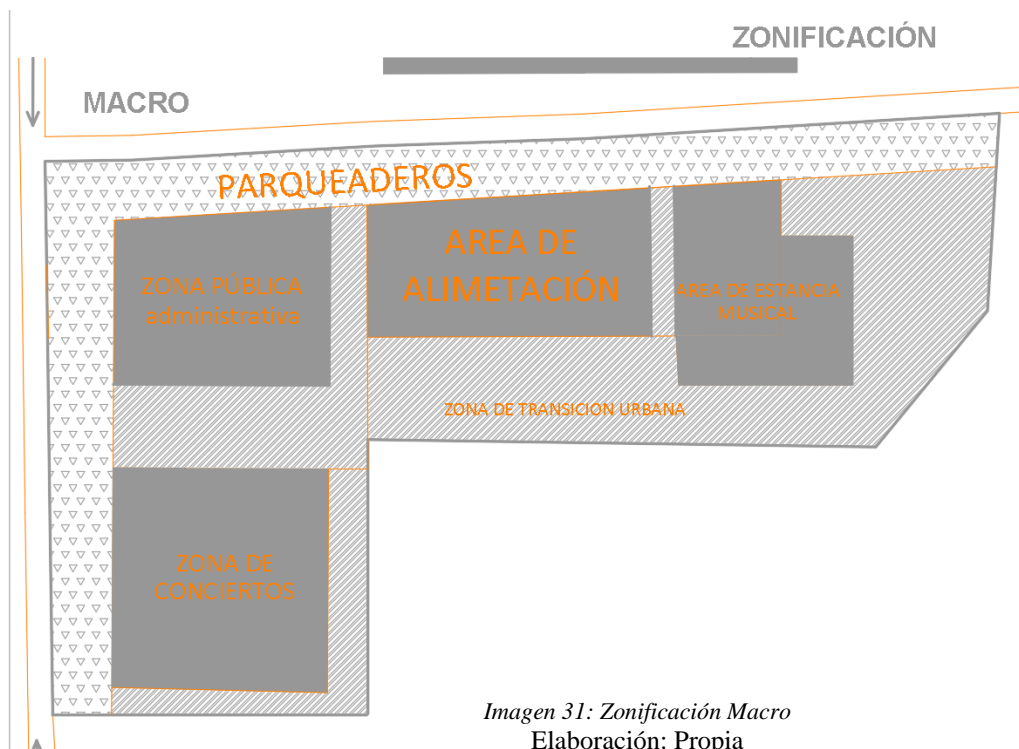 ZONIFICACIÓN
MACRO
PARQUEADEROS
ZONA PÚBLICA
administrativa
AREA DE
ALIMETACIÓN
AREA DE ESTANCIA
MUSICAL
ZONA DE TRANSICION URBANA
ZONA DE
CONCIERTOS
Imagen 31: Zonificación Macro
Elaboración: Propia